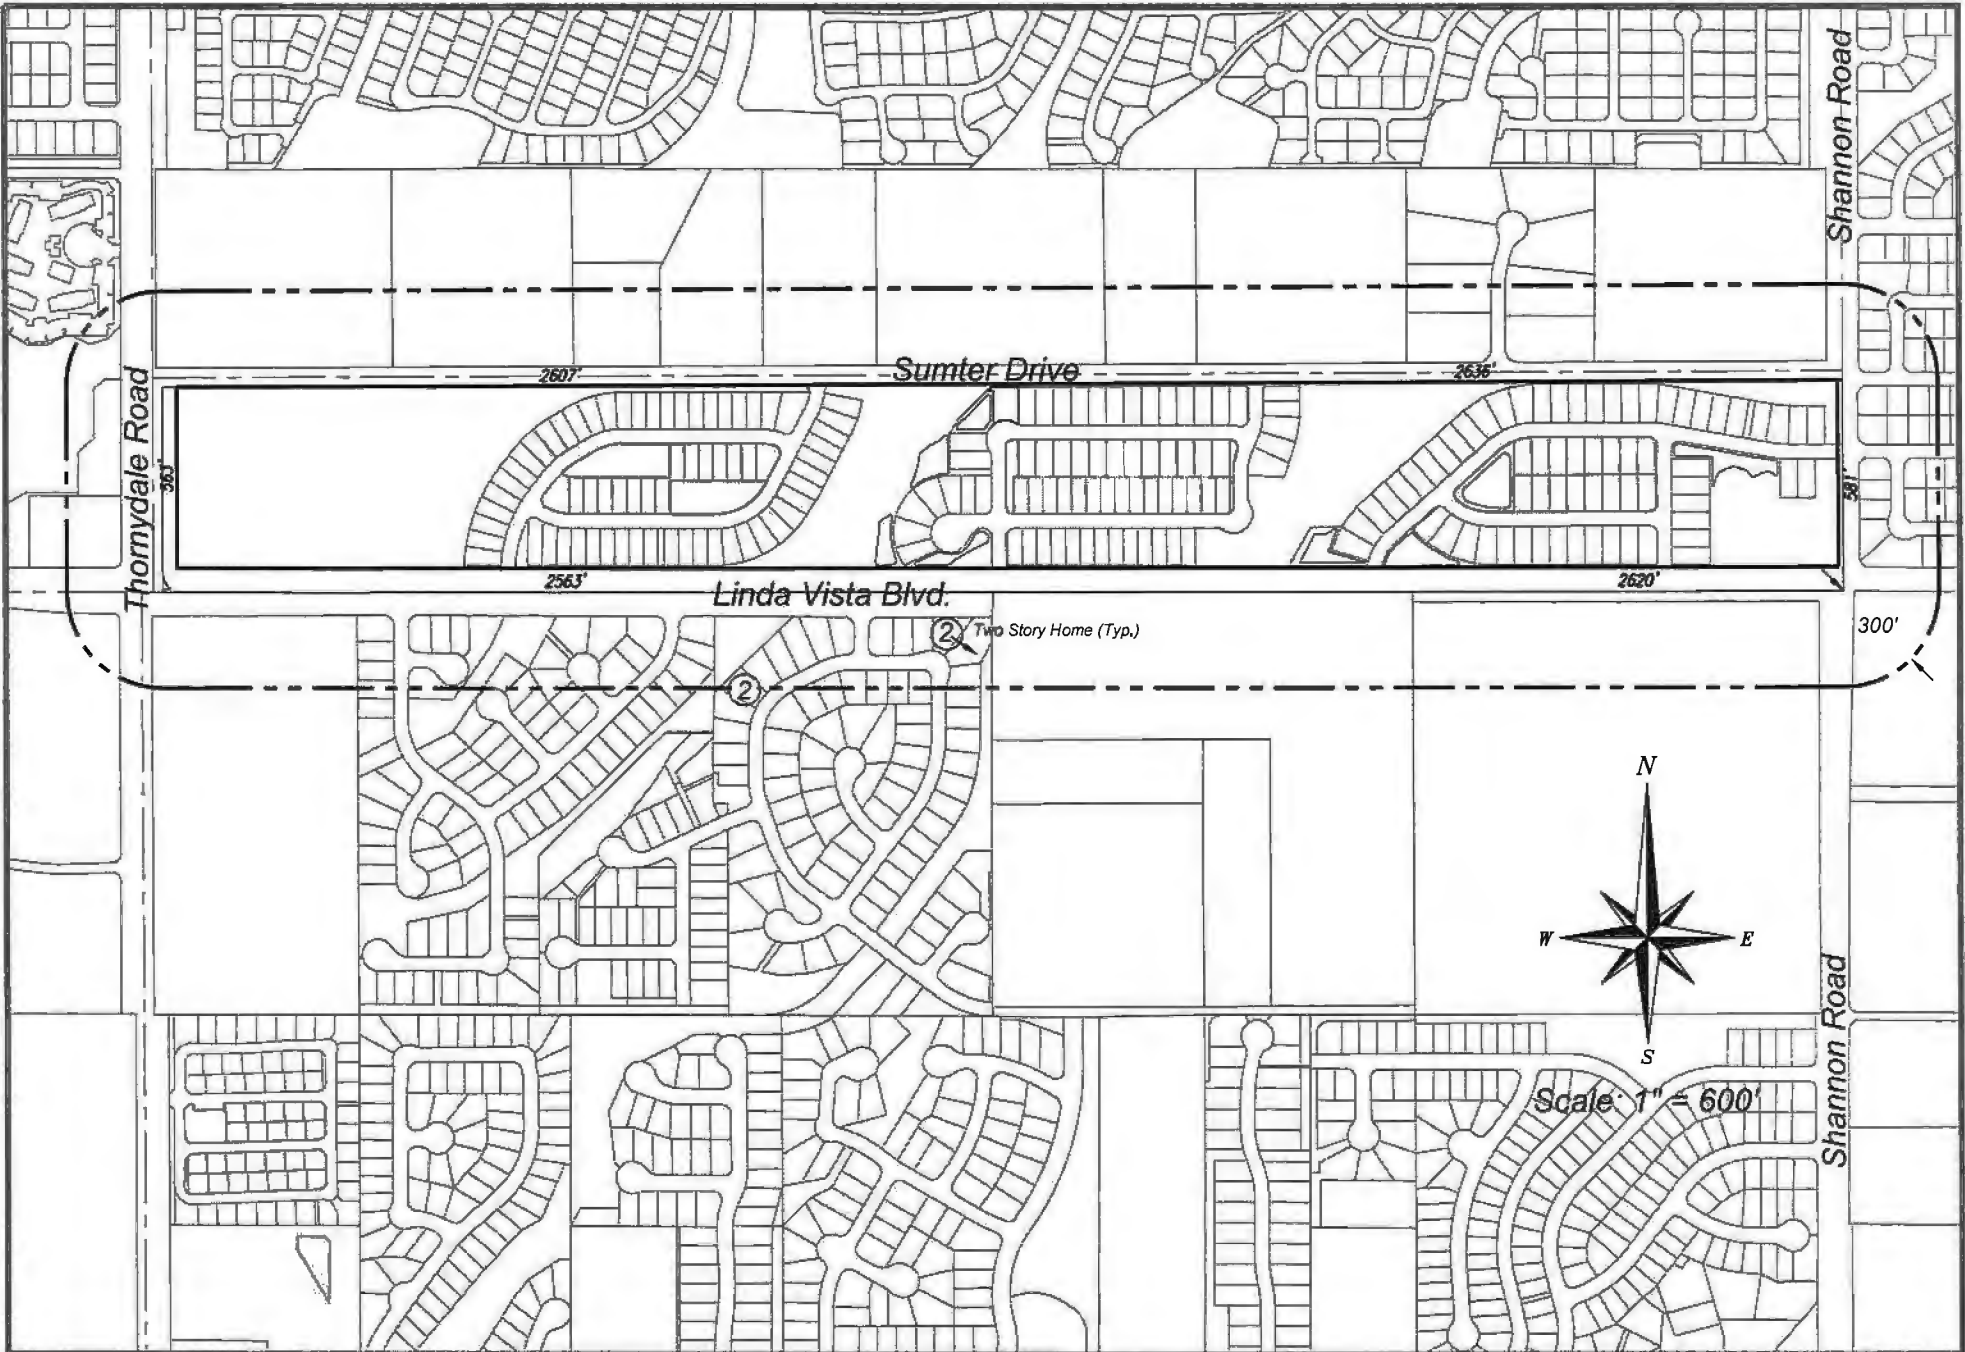 Shannon Road
Sumter Drive
2607'
2636'
Thornydale Road
563'
581'
2563'
2620'
Linda Vista Blvd.
2 Two Story Home (Typ.)
300'
2
N
W E
S
Scale: 1" = 600'
Shannon Road